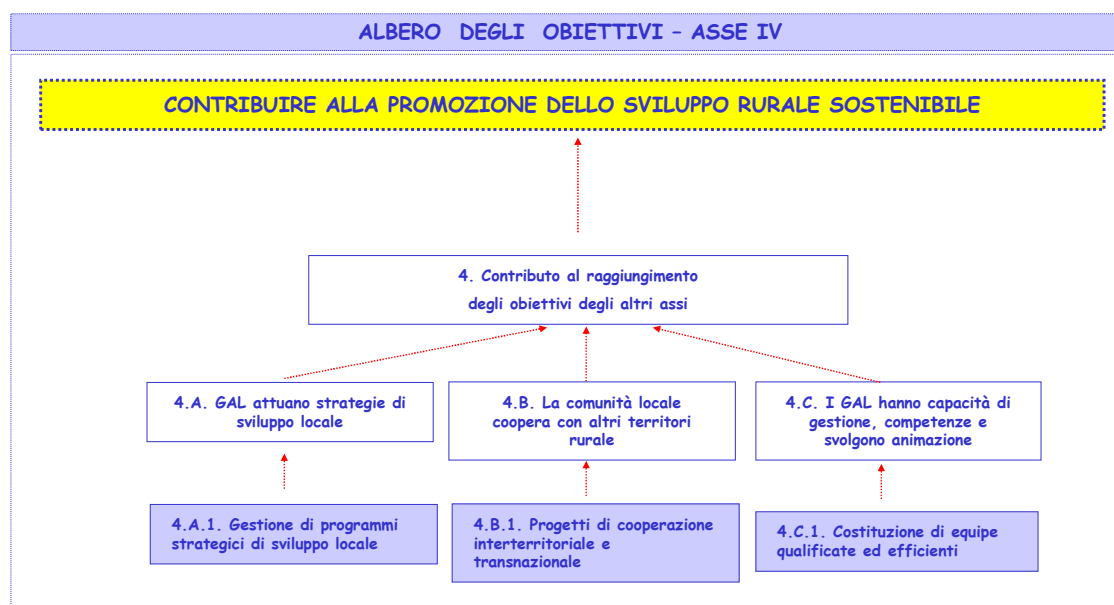 ALBERO DEGLI OBIETTIVI – ASSE IV
CONTRIBUIRE ALLA PROMOZIONE DELLO SVILUPPO RURALE SOSTENIBILE
4. Contributo al raggiungimento
degli obiettivi degli altri assi
4.A. GAL attuano strategie di
sviluppo locale
4.B. La comunità locale
coopera con altri territori
rurale
4.C. I GAL hanno capacità di
gestione, competenze e
svolgono animazione
4.A.1. Gestione di programmi
strategici di sviluppo locale
4.B.1. Progetti di cooperazione
interterritoriale e
transnazionale
4.C.1. Costituzione di equipe
qualificate ed efficienti